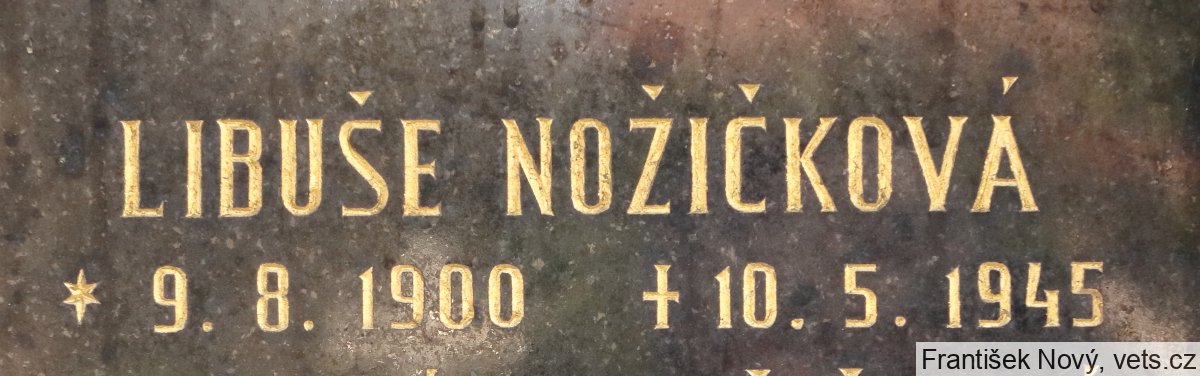 LIBUŠE NOŽIČKOVÁ
* 9. 8. 1900 † 10. 5. 1945
František Nový, vets.cz